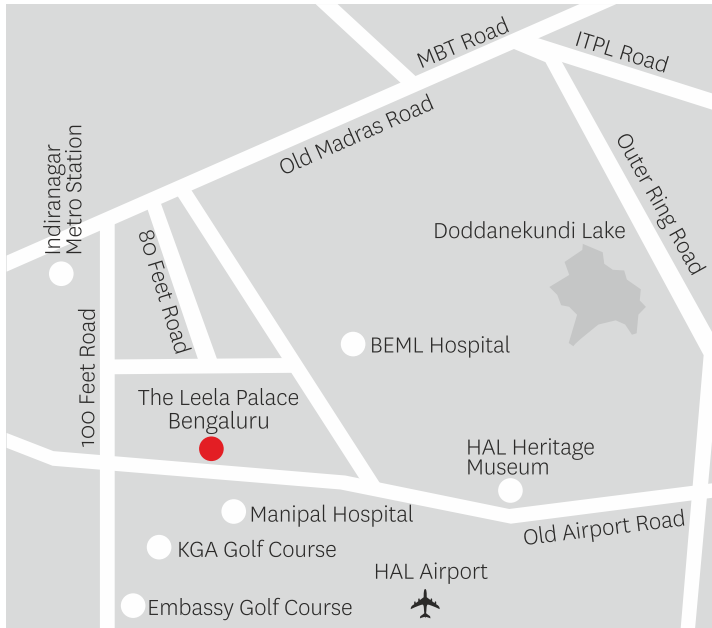 MBT Road
ITPL Road
Old Madras Road
Indiranagar
Metro Station
Outer Ring Road
Doddanekundi Lake
80 Feet Road
100 Feet Road
BEML Hospital
The Leela Palace
Bengaluru
HAL Heritage
Museum
Manipal Hospital
Old Airport Road
KGA Golf Course
HAL Airport
Embassy Golf Course